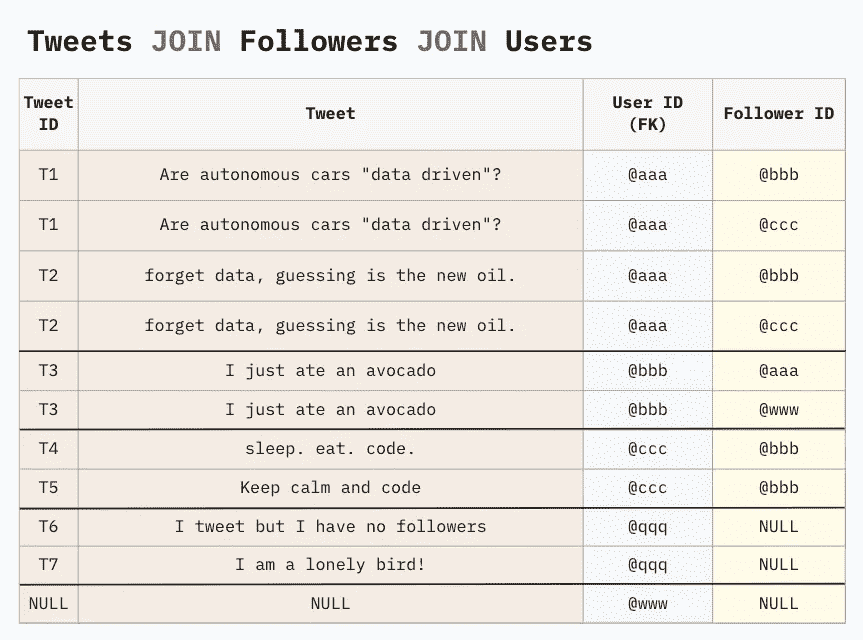 Tweets JOIN Followers JOIN Users
Tweet ID Tweet User ID (FK) Follower ID
T1 Are autonomous cars "data driven"? @aaa @bbb
T1 Are autonomous cars "data driven"? @aaa @ccc
T2 forget data, guessing is the new oil. @aaa @bbb
T2 forget data, guessing is the new oil. @aaa @ccc
T3 I just ate an avocado @bbb @aaa
T3 I just ate an avocado @bbb @www
T4 sleep. eat. code. @ccc @bbb
T5 Keep calm and code @ccc @bbb
T6 I tweet but I have no followers @qqq NULL
T7 I am a lonely bird! @qqq NULL
NULL NULL @www NULL